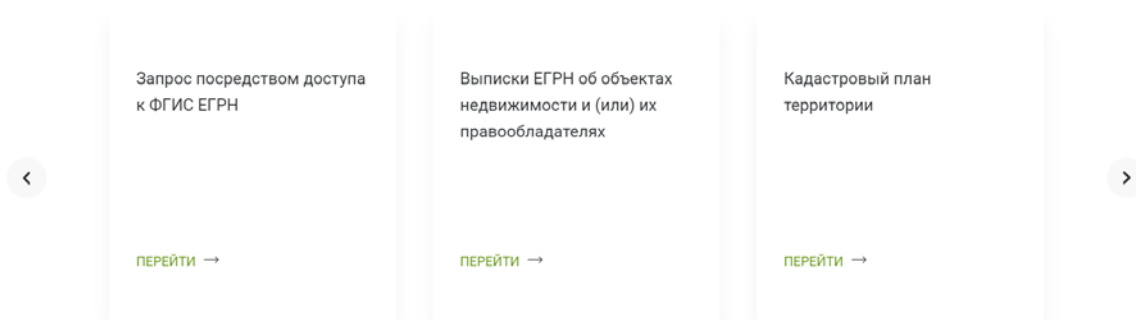 Запрос посредством доступа
к ФГИС ЕГРН
ПЕРЕЙТИ →
Выписки ЕГРН об объектах
недвижимости и (или) их
правообладателях
ПЕРЕЙТИ →
Кадастровый план
территории
ПЕРЕЙТИ →